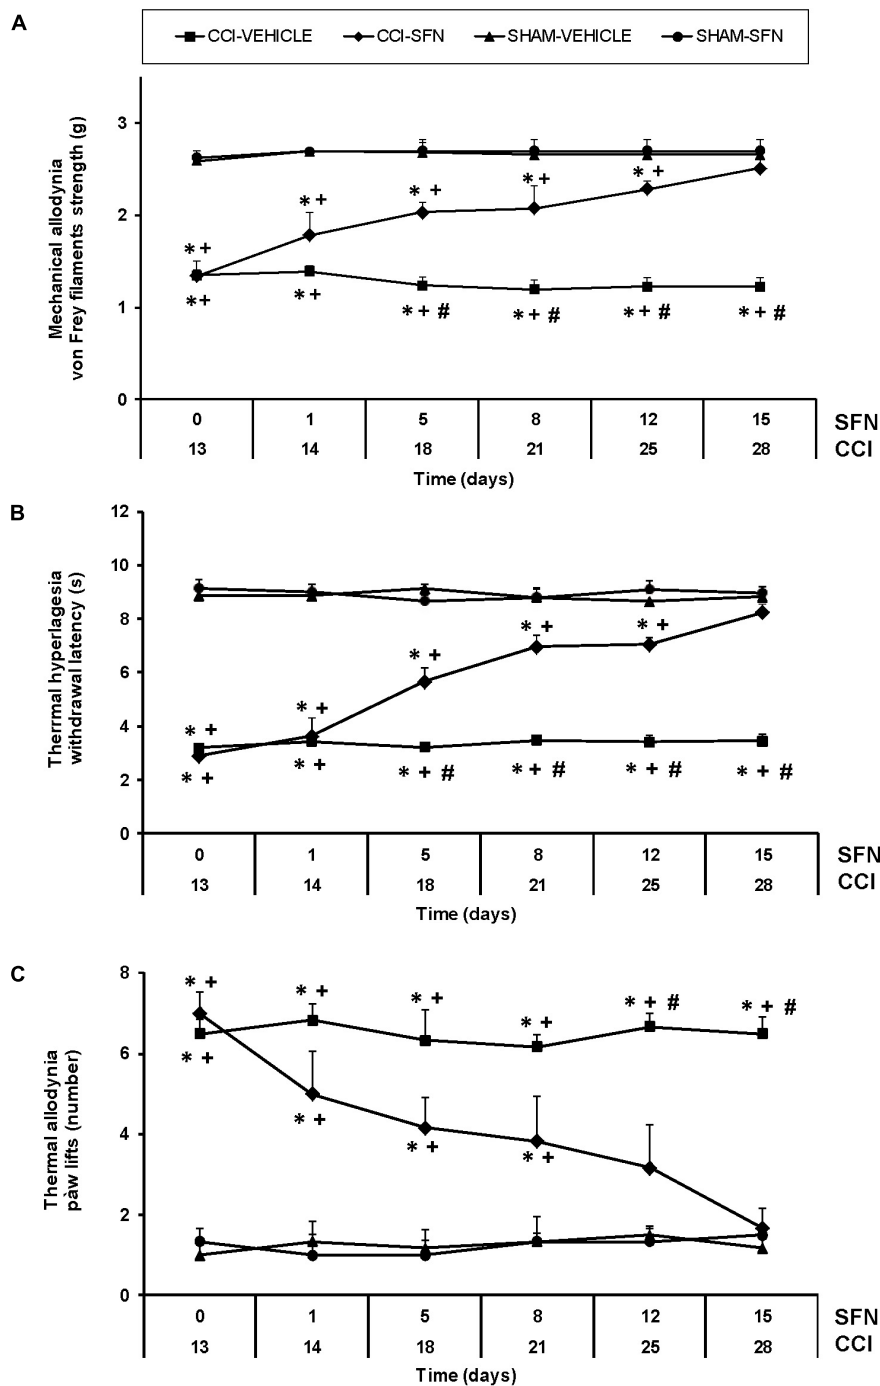 A
CCI-VEHICLE CCI-SFN SHAM-VEHICLE SHAM-SFN
Mechanical allodynia
von Frey filaments strength (g)
3
* + * + * + * +
2
* +
* + * + * + # * + # * + # * + #
1
0
0 1 5 8 12 15 SFN
13 14 18 21 25 28 CCI
Time (days)
B
Therrmal hyperlagesia
withdrawal latency (s)
12
10
8
* + * +
6
* +
* +
4
* +
* + * + * + # * + # * + # * + #
2
0
0 1 5 8 12 15 SFN
13 14 18 21 25 28 CCI
Time (days)
C
Thermal allodynia
pàw lifts (number)
8
* + * + * + * + * + # * + #
6
* +
* + * + * +
4
2
0
0 1 5 8 12 15 SFN
13 14 18 21 25 28 CCI
Time (days)